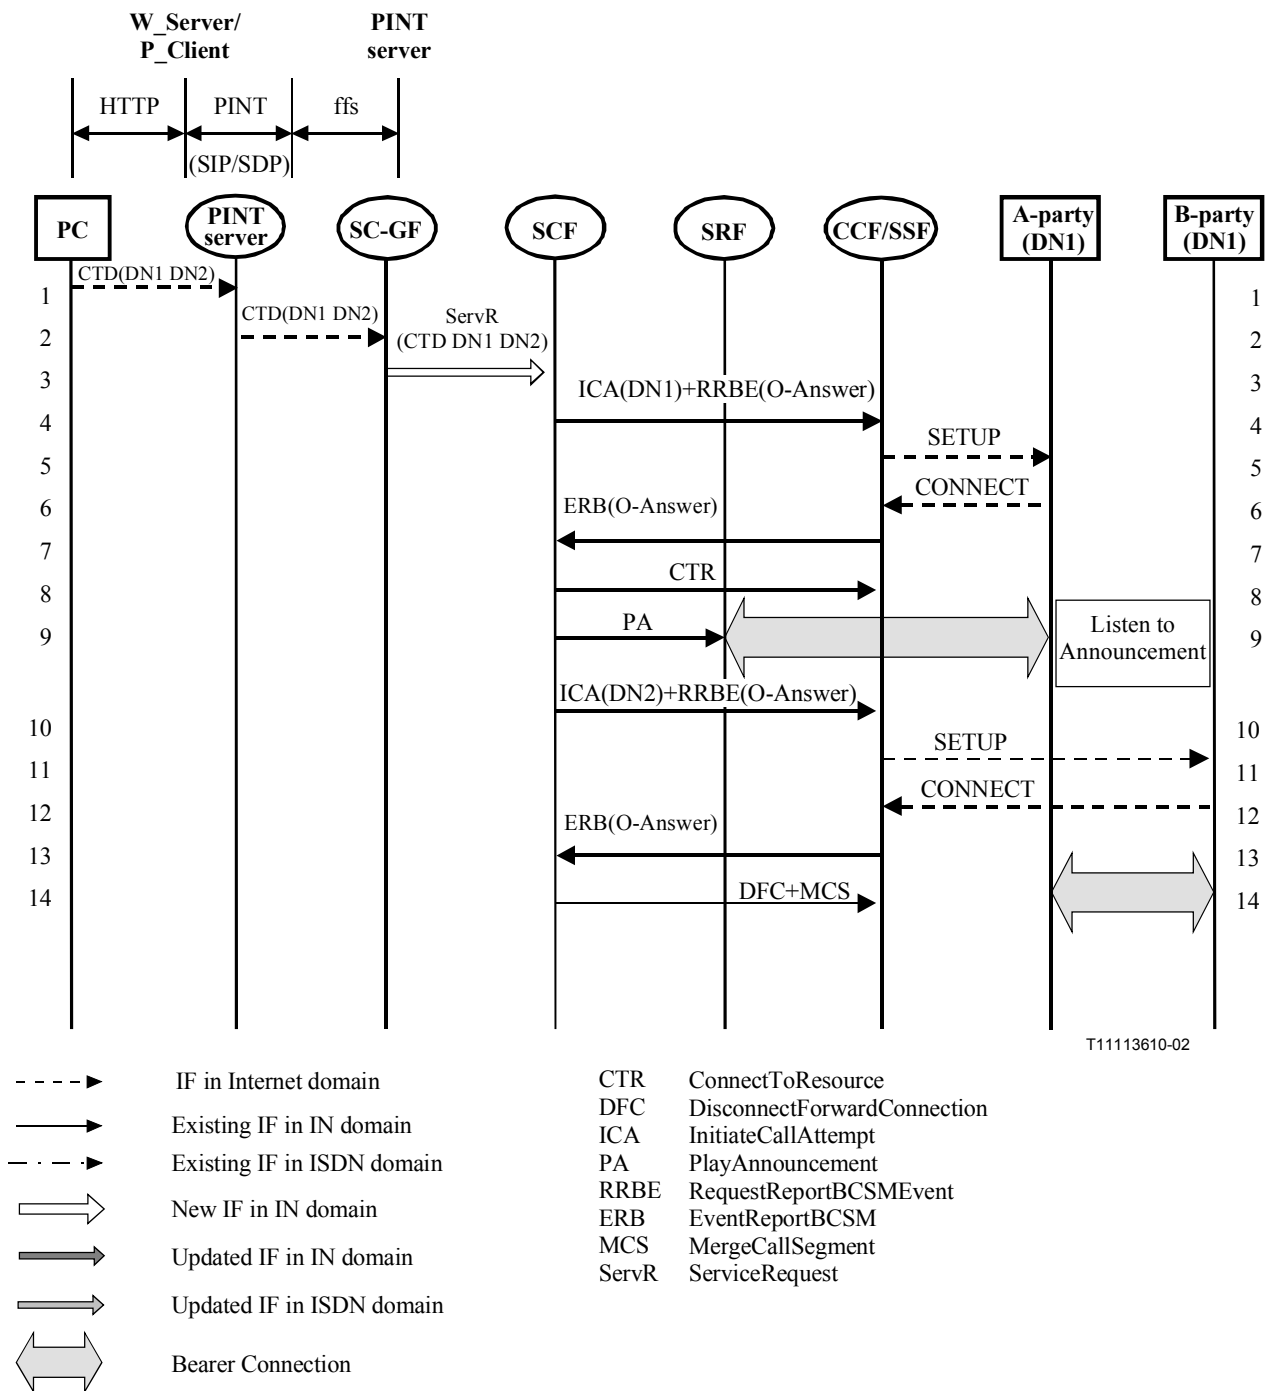 W_Server/
P_Client
PINT
server
HTTP
PINT
ffs
(SIP/SDP)
PC
PINT
server
SC-GF
SCF
SRF
CCF/SSF
A-party
(DN1)
B-party
(DN1)
CTD(DN1 DN2)
1
1
CTD(DN1 DN2)
ServR
(CTD DN1 DN2)
2
2
3
3
ICA(DN1)+RRBE(O-Answer)
4
4
SETUP
5
5
CONNECT
6
6
ERB(O-Answer)
7
7
CTR
8
8
PA
9
9
Listen to
Announcement
ICA(DN2)+RRBE(O-Answer)
10
10
SETUP
11
11
CONNECT
12
12
ERB(O-Answer)
13
13
DFC+MCS
14
14
T11113610-02
IF in Internet domain
Existing IF in IN domain
Existing IF in ISDN domain
New IF in IN domain
Updated IF in IN domain
Updated IF in ISDN domain
Bearer Connection
CTR ConnectToResource
DFC DisconnectForwardConnection
ICA InitiateCallAttempt
PA PlayAnnouncement
RRBE RequestReportBCSMEvent
ERB EventReportBCSM
MCS MergeCallSegment
ServR ServiceRequest